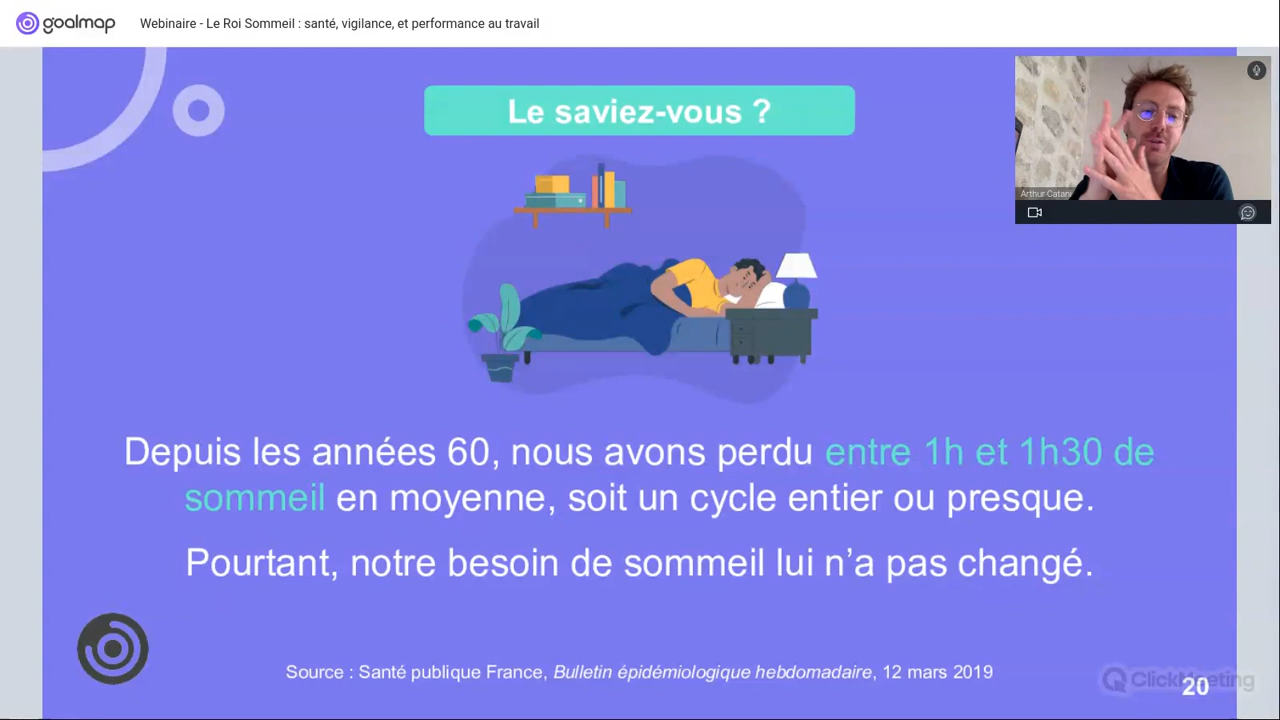 goalmap
Webinaire - Le Roi Sommeil : santé, vigilance, et performance au travail
Le saviez-vous ?
Arthur Catani
Depuis les années 60, nous avons perdu entre 1h et 1h30 de
sommeil en moyenne, soit un cycle entier ou presque.
Pourtant, notre besoin de sommeil lui n’a pas changé.
Source : Santé publique France, Bulletin épidémiologique hebdomadaire, 12 mars 2019
ClickMeeting
20